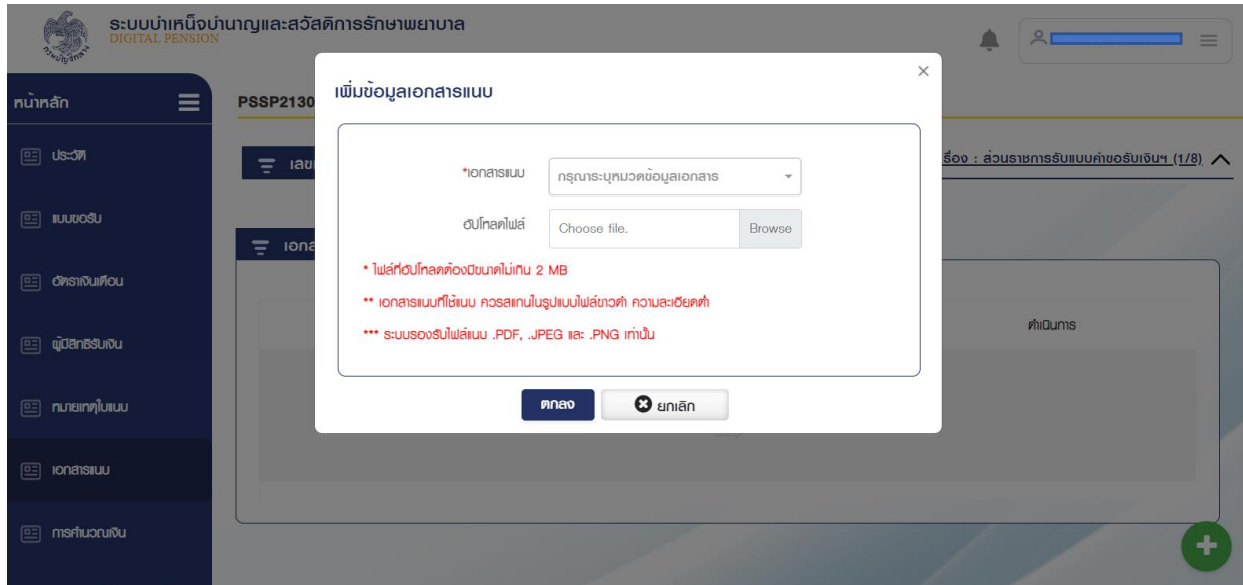 ระบบบำเหน็จบำนาญและสวัสดิการรักษาพยาบาล
DIGITAL PENSION
กรมบัญชีกลาง
หน้าหลัก
ประวัติ
แบบขอรับ
อัตราเงินเดือน
ผู้มีสิทธิรับเงิน
หมายเหตุใบแนบ
เอกสารแนบ
การคำนวณเงิน
PSSP2130
เลข
รื่อง : ส่วนราชการรับแบบคำขอรับเงินฯ (1/8)
เอกส
ดำเนินการ
เพิ่มข้อมูลเอกสารแนบ
×
*เอกสารแนบ
กรุณาระบุหมวดข้อมูลเอกสาร
อัปโหลดไฟล์
Choose file.
Browse
* ไฟล์ที่อัปโหลดต้องมีขนาดไม่เกิน 2 MB
** เอกสารแนบที่ใช้แนบ ควรสแกนในรูปแบบไฟล์ขาวดำ ความละเอียดต่ำ
*** ระบบรองรับไฟล์แนบ .PDF, .JPEG และ .PNG เท่านั้น
ตกลง
ยกเลิก